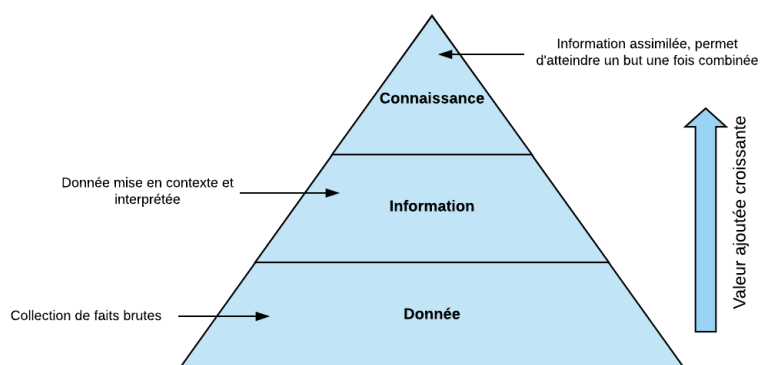 Information assimilée, permet
d'atteindre un but une fois combinée
Connaissance
Donnée mise en contexte et
interprétée
Information
Collection de faits brutes
Donnée
Valeur ajoutée croissante